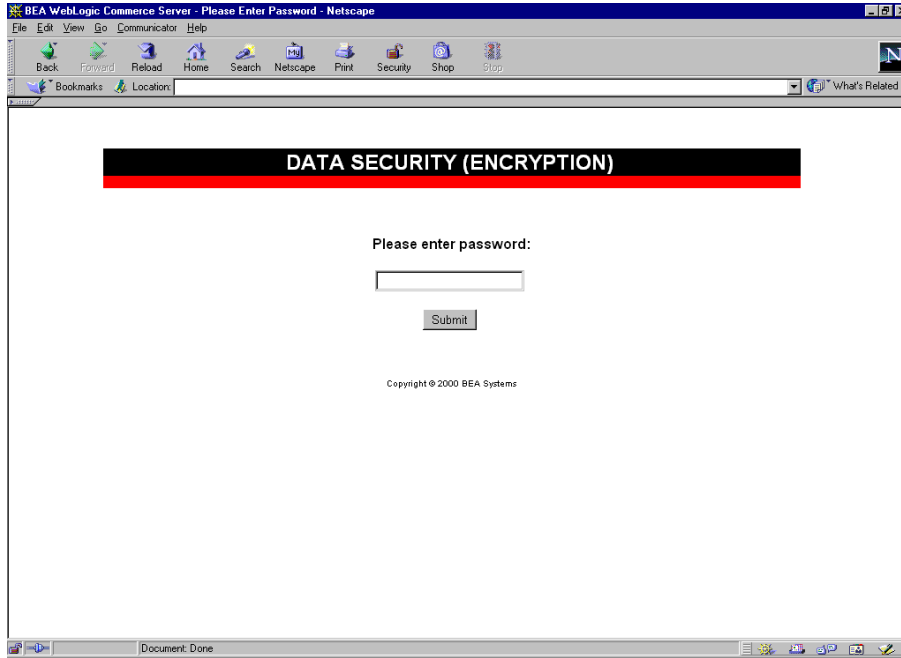 BEA WebLogic Commerce Server - Please Enter Password - Netscape
File Edit View Go Communicator Help
My
Back Forward Reload Home Search Netscape Print Security Shop Stop
N
Bookmarks Location: What's Related
DATA SECURITY (ENCRYPTION)
Please enter password:
Submit
Copyright © 2000 BEA Systems
Document: Done